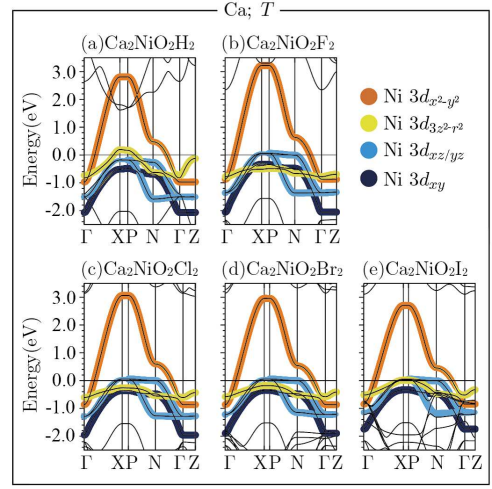 Ca; T
(a)Ca₂NiO₂H₂ (b)Ca₂NiO₂F₂
Energy(eV)
3.0
2.0
1.0
0.0
-1.0
-2.0
Γ XP N ΓZ Γ XP N ΓZ
Ni 3dₓ²₋ᵧ²
Ni 3d₃z²₋r²
Ni 3dxz/yz
Ni 3dxy
(c)Ca₂NiO₂Cl₂ (d)Ca₂NiO₂Br₂ (e)Ca₂NiO₂I₂
Energy(eV)
3.0
2.0
1.0
0.0
-1.0
-2.0
Γ XP N ΓZ Γ XP N ΓZ Γ XP N ΓZ